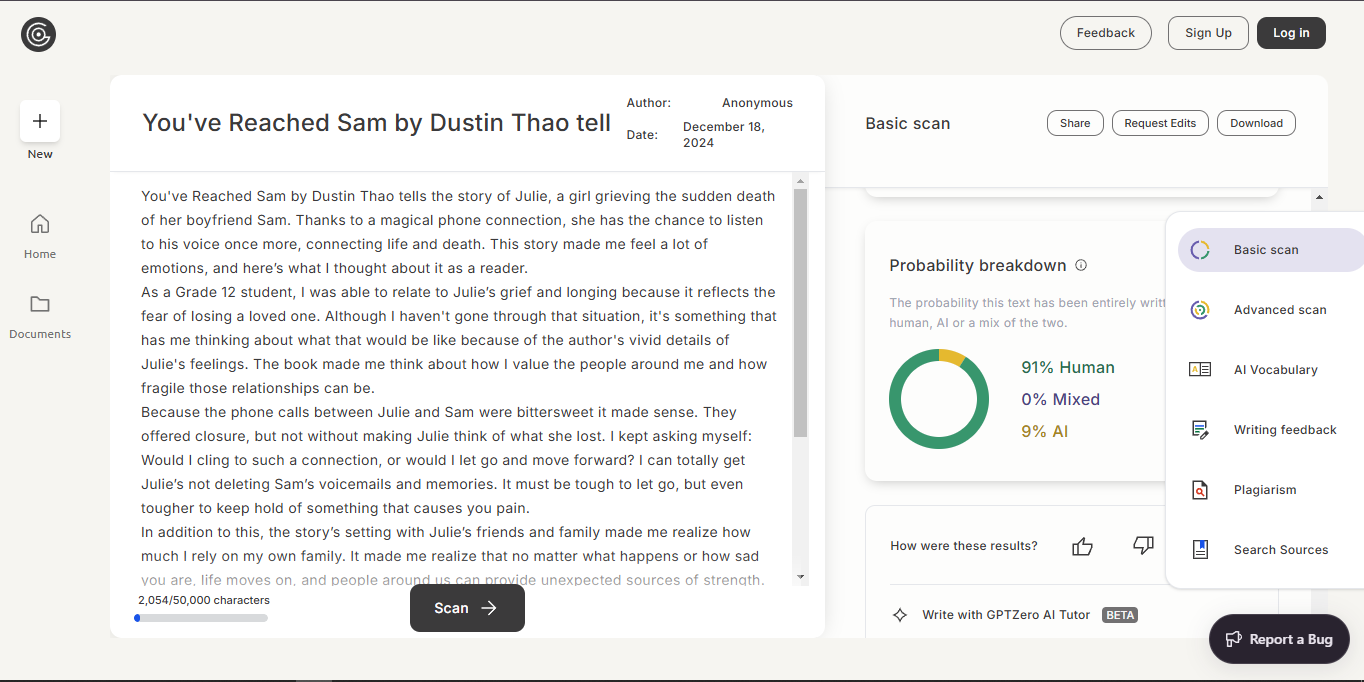 Feedback
Sign Up
Log in
New
Home
Documents
You've Reached Sam by Dustin Thao tell
Author: Anonymous
Date: December 18,
2024
You've Reached Sam by Dustin Thao tells the story of Julie, a girl grieving the sudden death
of her boyfriend Sam. Thanks to a magical phone connection, she has the chance to listen
to his voice once more, connecting life and death. This story made me feel a lot of
emotions, and here’s what I thought about it as a reader.
As a Grade 12 student, I was able to relate to Julie’s grief and longing because it reflects the
fear of losing a loved one. Although I haven't gone through that situation, it's something that
has me thinking about what that would be like because of the author's vivid details of
Julie's feelings. The book made me think about how I value the people around me and how
fragile those relationships can be.
Because the phone calls between Julie and Sam were bittersweet it made sense. They
offered closure, but not without making Julie think of what she lost. I kept asking myself:
Would I cling to such a connection, or would I let go and move forward? I can totally get
Julie’s not deleting Sam’s voicemails and memories. It must be tough to let go, but even
tougher to keep hold of something that causes you pain.
In addition to this, the story’s setting with Julie’s friends and family made me realize how
much I rely on my own family. It made me realize that no matter what happens or how sad
you are, life moves on, and people around us can provide unexpected sources of strength.
2,054/50,000 characters
Scan
Basic scan
Share
Request Edits
Download
Probability breakdown
The probability this text has been entirely writt
human, AI or a mix of the two.
91% Human
0% Mixed
9% AI
How were these results?
Write with GPTZero AI Tutor BETA
Basic scan
Advanced scan
AI Vocabulary
Writing feedback
Plagiarism
Search Sources
Report a Bug